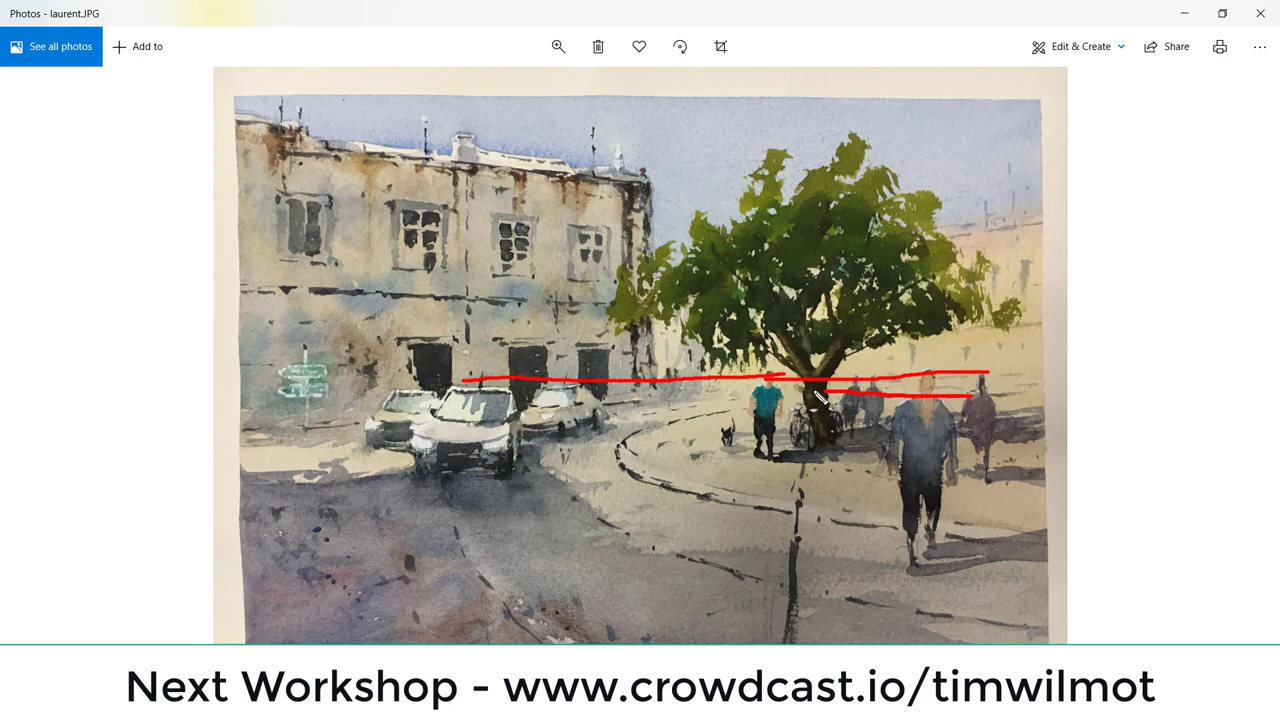 Photos - laurent.JPG
See all photos
Add to
Edit & Create
Share
Next Workshop - www.crowdcast.io/timwilmot